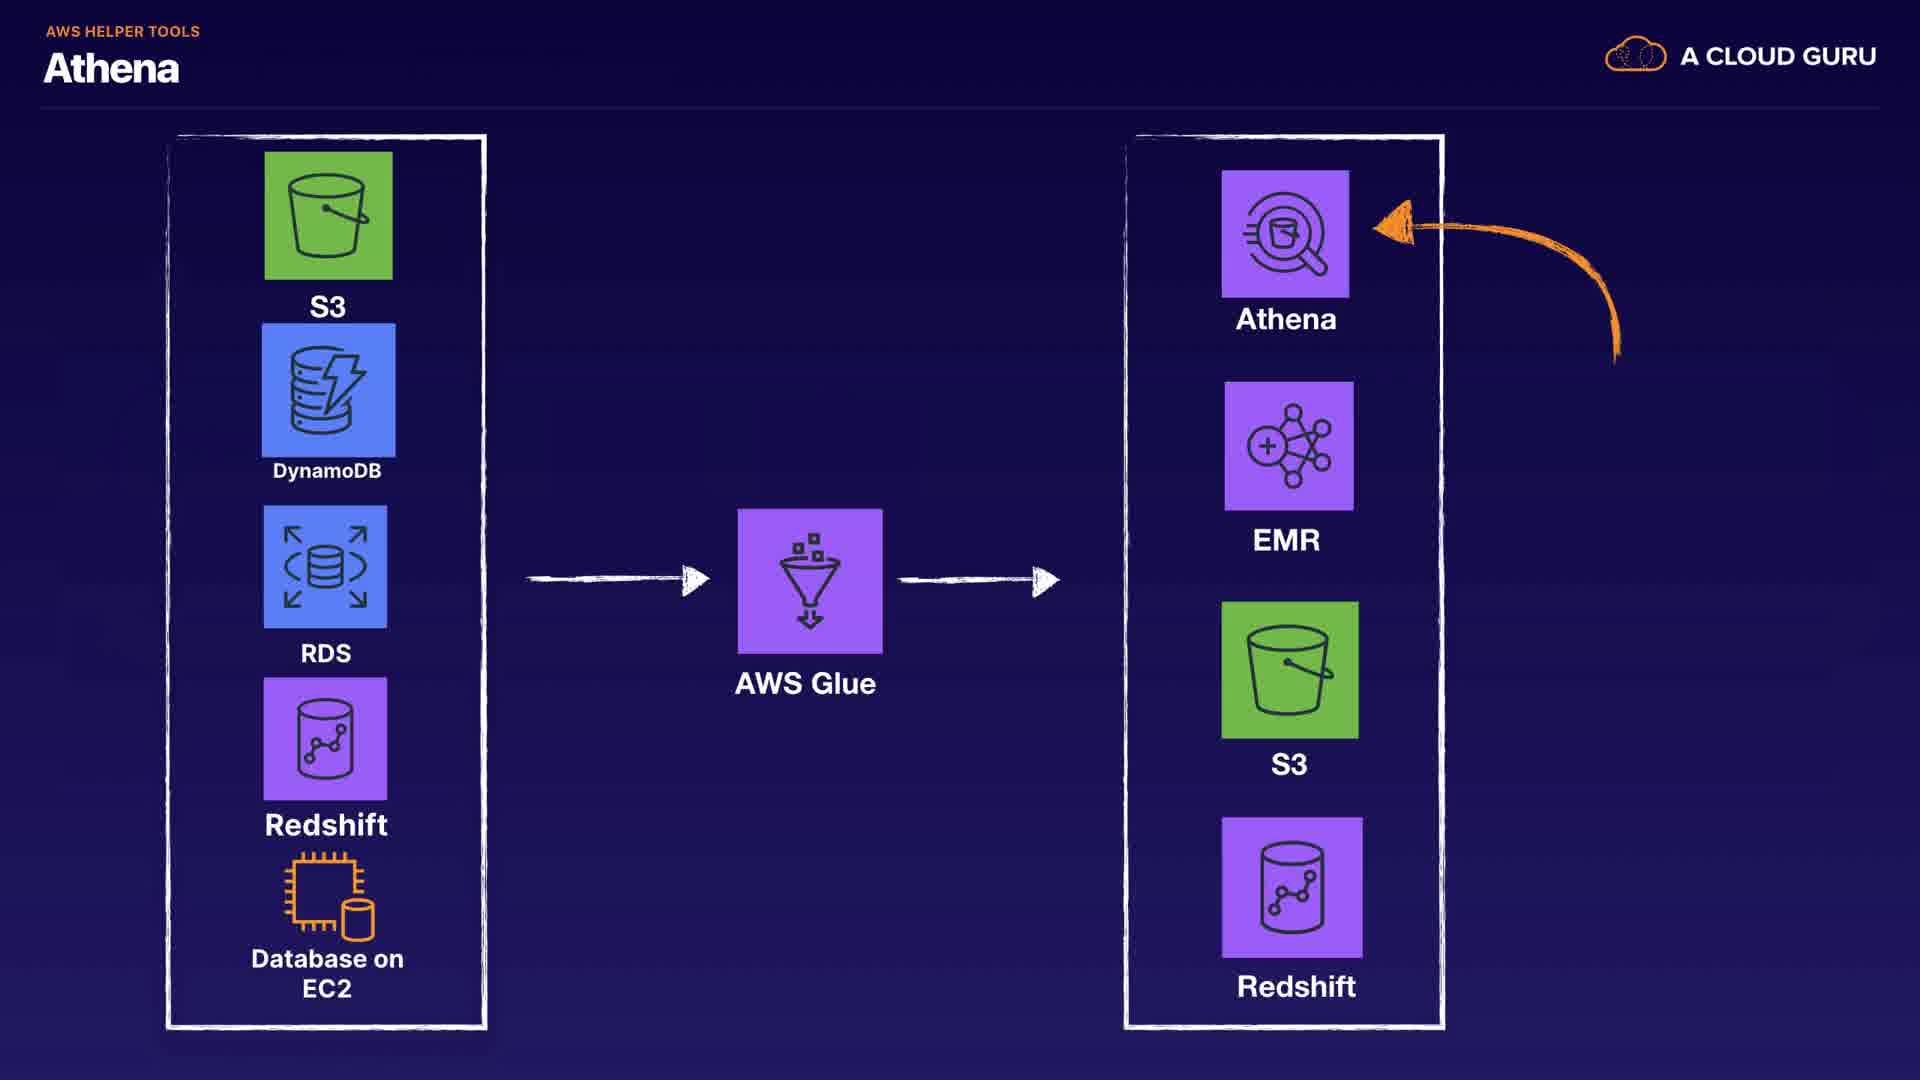 AWS HELPER TOOLS
Athena
A CLOUD GURU
S3
DynamoDB
RDS
Redshift
Database on
EC2
AWS Glue
Athena
EMR
S3
Redshift